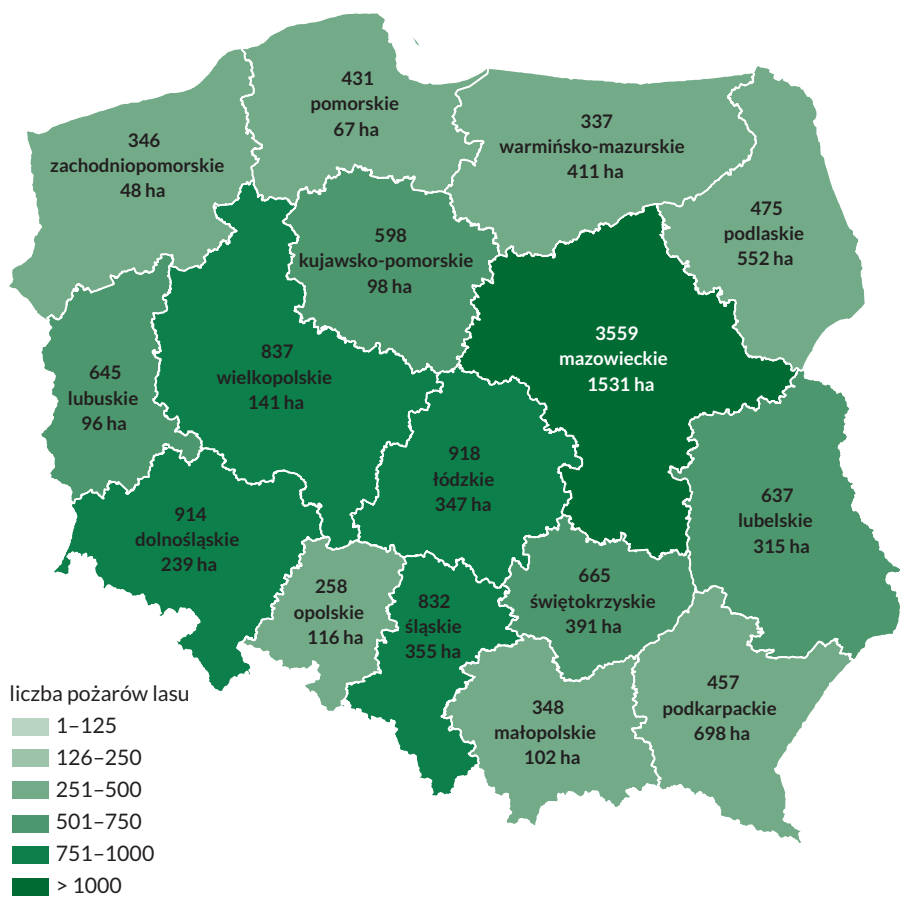 431
pomorskie
67 ha
337
warmińsko-mazurskie
411 ha
346
zachodniopomorskie
48 ha
475
podlaskie
552 ha
598
kujawsko-pomorskie
98 ha
3559
mazowieckie
1531 ha
837
wielkopolskie
141 ha
645
lubuskie
96 ha
918
łódzkie
347 ha
637
lubelskie
315 ha
914
dolnośląskie
239 ha
665
świętokrzyskie
391 ha
258
opolskie
116 ha
832
śląskie
355 ha
457
podkarpackie
698 ha
348
małopolskie
102 ha
liczba pożarów lasu
1–125
126–250
251–500
501–750
751–1000
> 1000